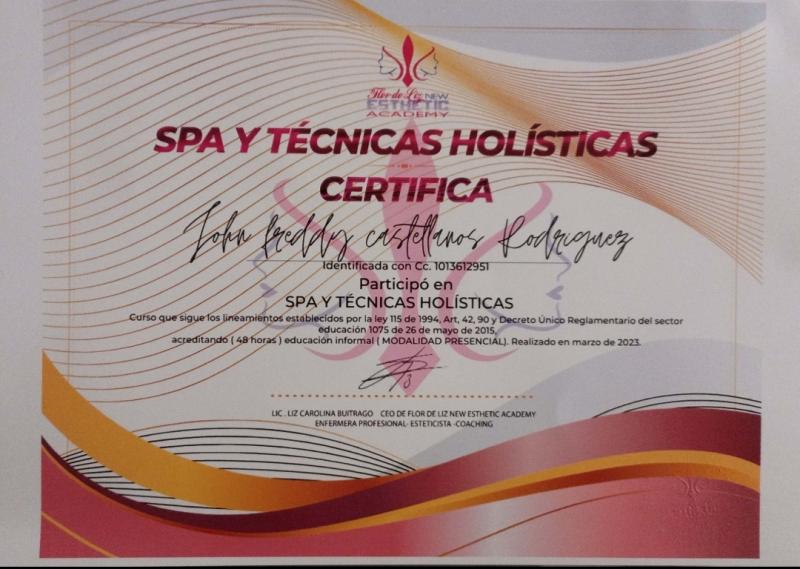 Flor de Liz NEW
ESTHETIC
ACADEMY
SPA Y TÉCNICAS HOLÍSTICAS
CERTIFICA
John freddy castellanos Rodriguez
Identificada con Cc. 1013612951
Participó en
SPA Y TÉCNICAS HOLÍSTICAS
Curso que sigue los lineamientos establecidos por la ley 115 de 1994, Art, 42, 90 y Decreto Único Reglamentario del sector
educación 1075 de 26 de mayo de 2015,
acreditando ( 48 horas ) educación informal ( MODALIDAD PRESENCIAL). Realizado en marzo de 2023.
LIC . LIZ CAROLINA BUITRAGO CEO DE FLOR DE LIZ NEW ESTHETIC ACADEMY
ENFERMERA PROFESIONAL- ESTETICISTA -COACHING